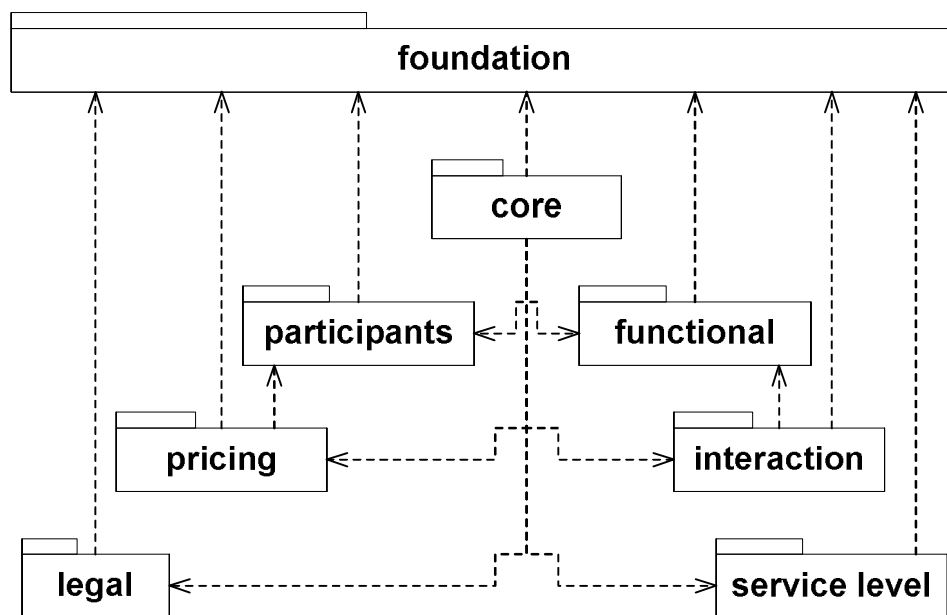 foundation
core
participants
functional
pricing
interaction
legal
service level